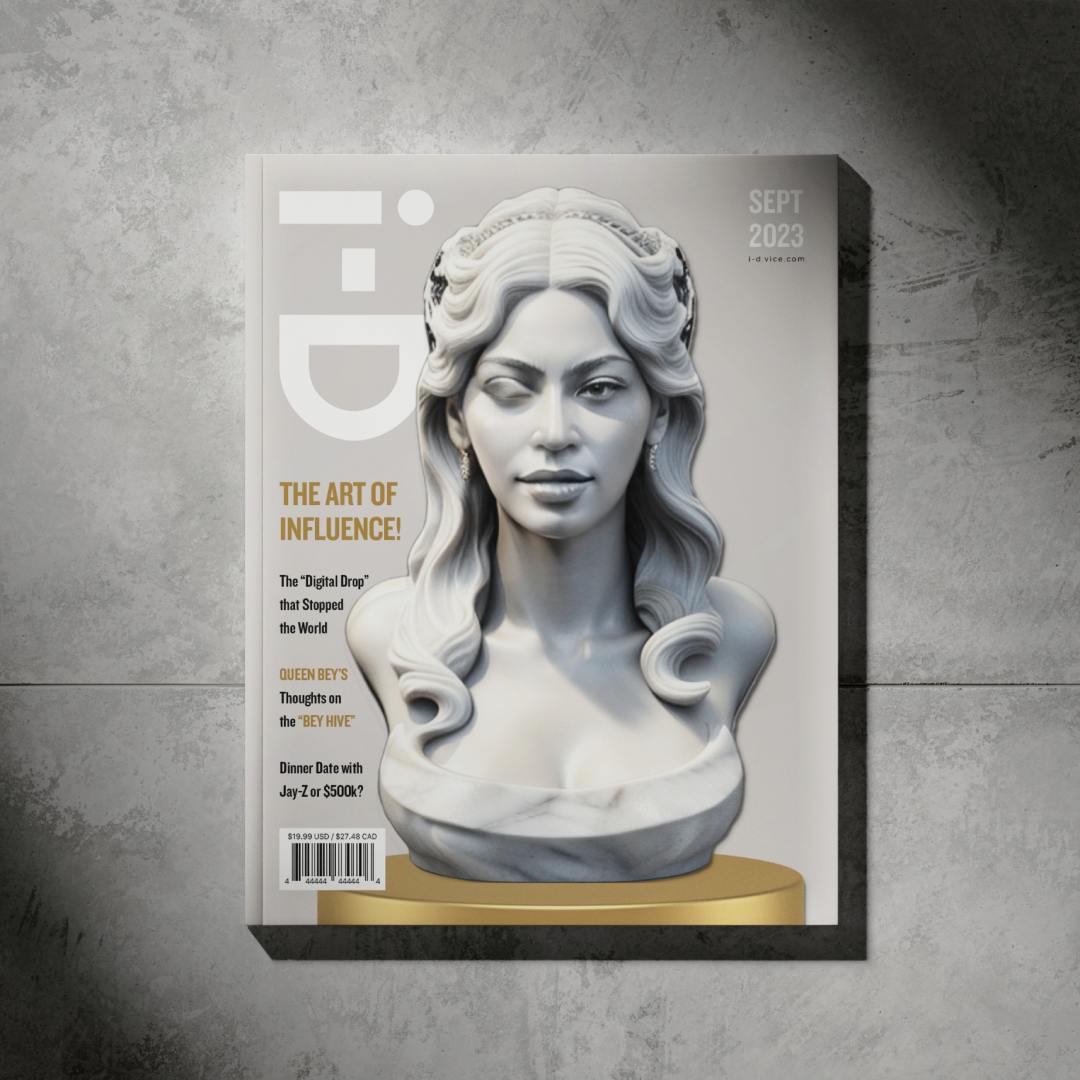 i-D
SEPT
2023
i-d.vice.com
THE ART OF
INFLUENCE!
The “Digital Drop”
that Stopped
the World
QUEEN BEY’S
Thoughts on
the “BEY HIVE”
Dinner Date with
Jay-Z or $500k?
$19.99 USD / $27.48 CAD
4 44444 44444 4